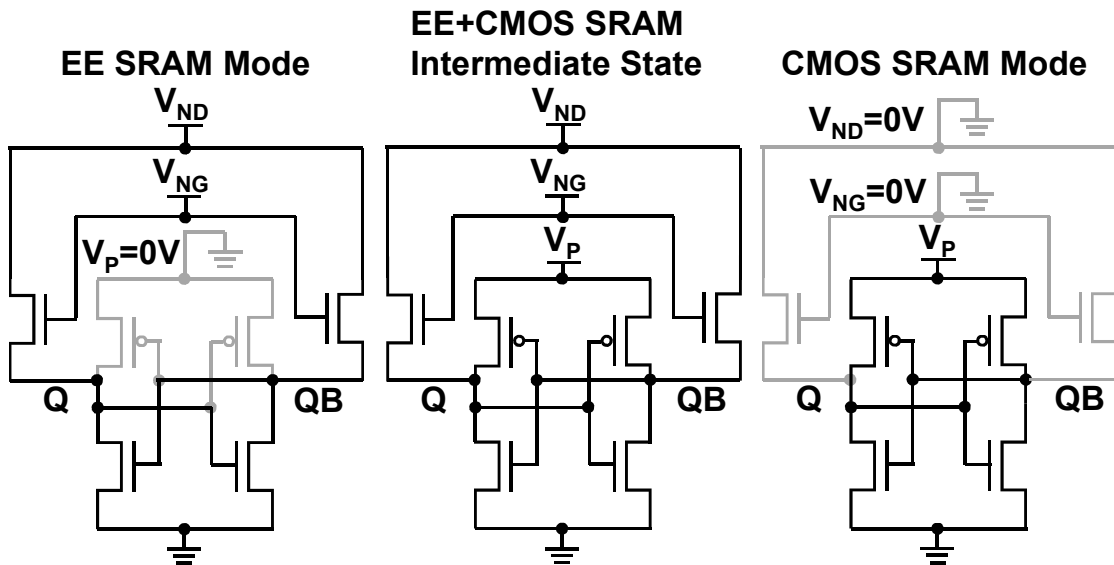 EE SRAM Mode
V_ND
V_NG
V_P=0V
Q
QB
EE+CMOS SRAM
Intermediate State
V_ND
V_NG
V_P
Q
QB
CMOS SRAM Mode
V_ND=0V
V_NG=0V
V_P
Q
QB